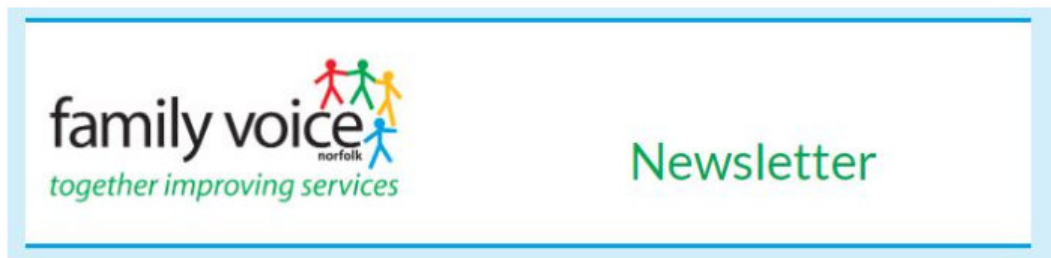 family voice
norfolk
together improving services
Newsletter